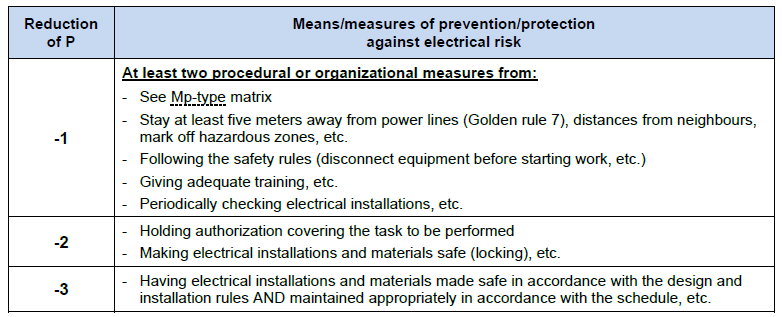 Reduction
of P
Means/measures of prevention/protection
against electrical risk
-1
At least two procedural or organizational measures from:
- See Mp-type matrix
- Stay at least five meters away from power lines (Golden rule 7), distances from neighbours,
mark off hazardous zones, etc.
- Following the safety rules (disconnect equipment before starting work, etc.)
- Giving adequate training, etc.
- Periodically checking electrical installations, etc.
-2
- Holding authorization covering the task to be performed
- Making electrical installations and materials safe (locking), etc.
-3
- Having electrical installations and materials made safe in accordance with the design and
installation rules AND maintained appropriately in accordance with the schedule, etc.